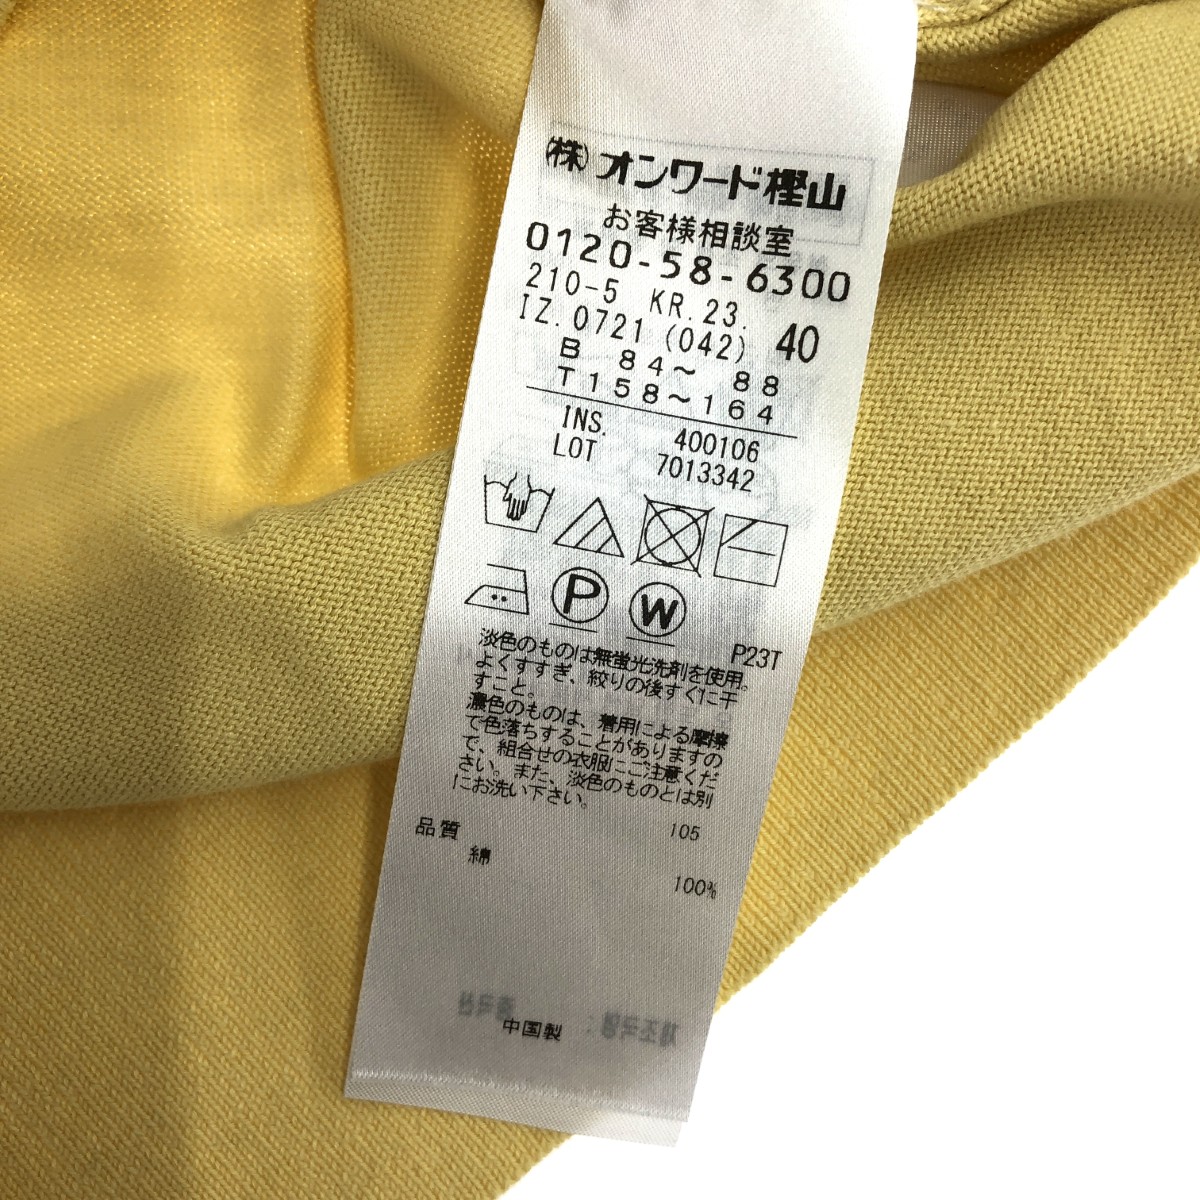 (株)オンワード樫山
お客様相談室
0120-58-6300
210-5 KR.23.
IZ.0721 (042) 40
B 84～ 88
T158～164
INS. 400106
LOT 7013342
P W
P23T
淡色のものは無蛍光洗剤を使用。
よくすすぎ、絞りの後すぐに干
すこと。
濃色のものは、着用による摩擦
で色落ちすることがありますの
で、組合せの衣服にご注意くだ
さい。また、淡色のものとは別
にお洗い下さい。
品質 105
綿
100%
中国製